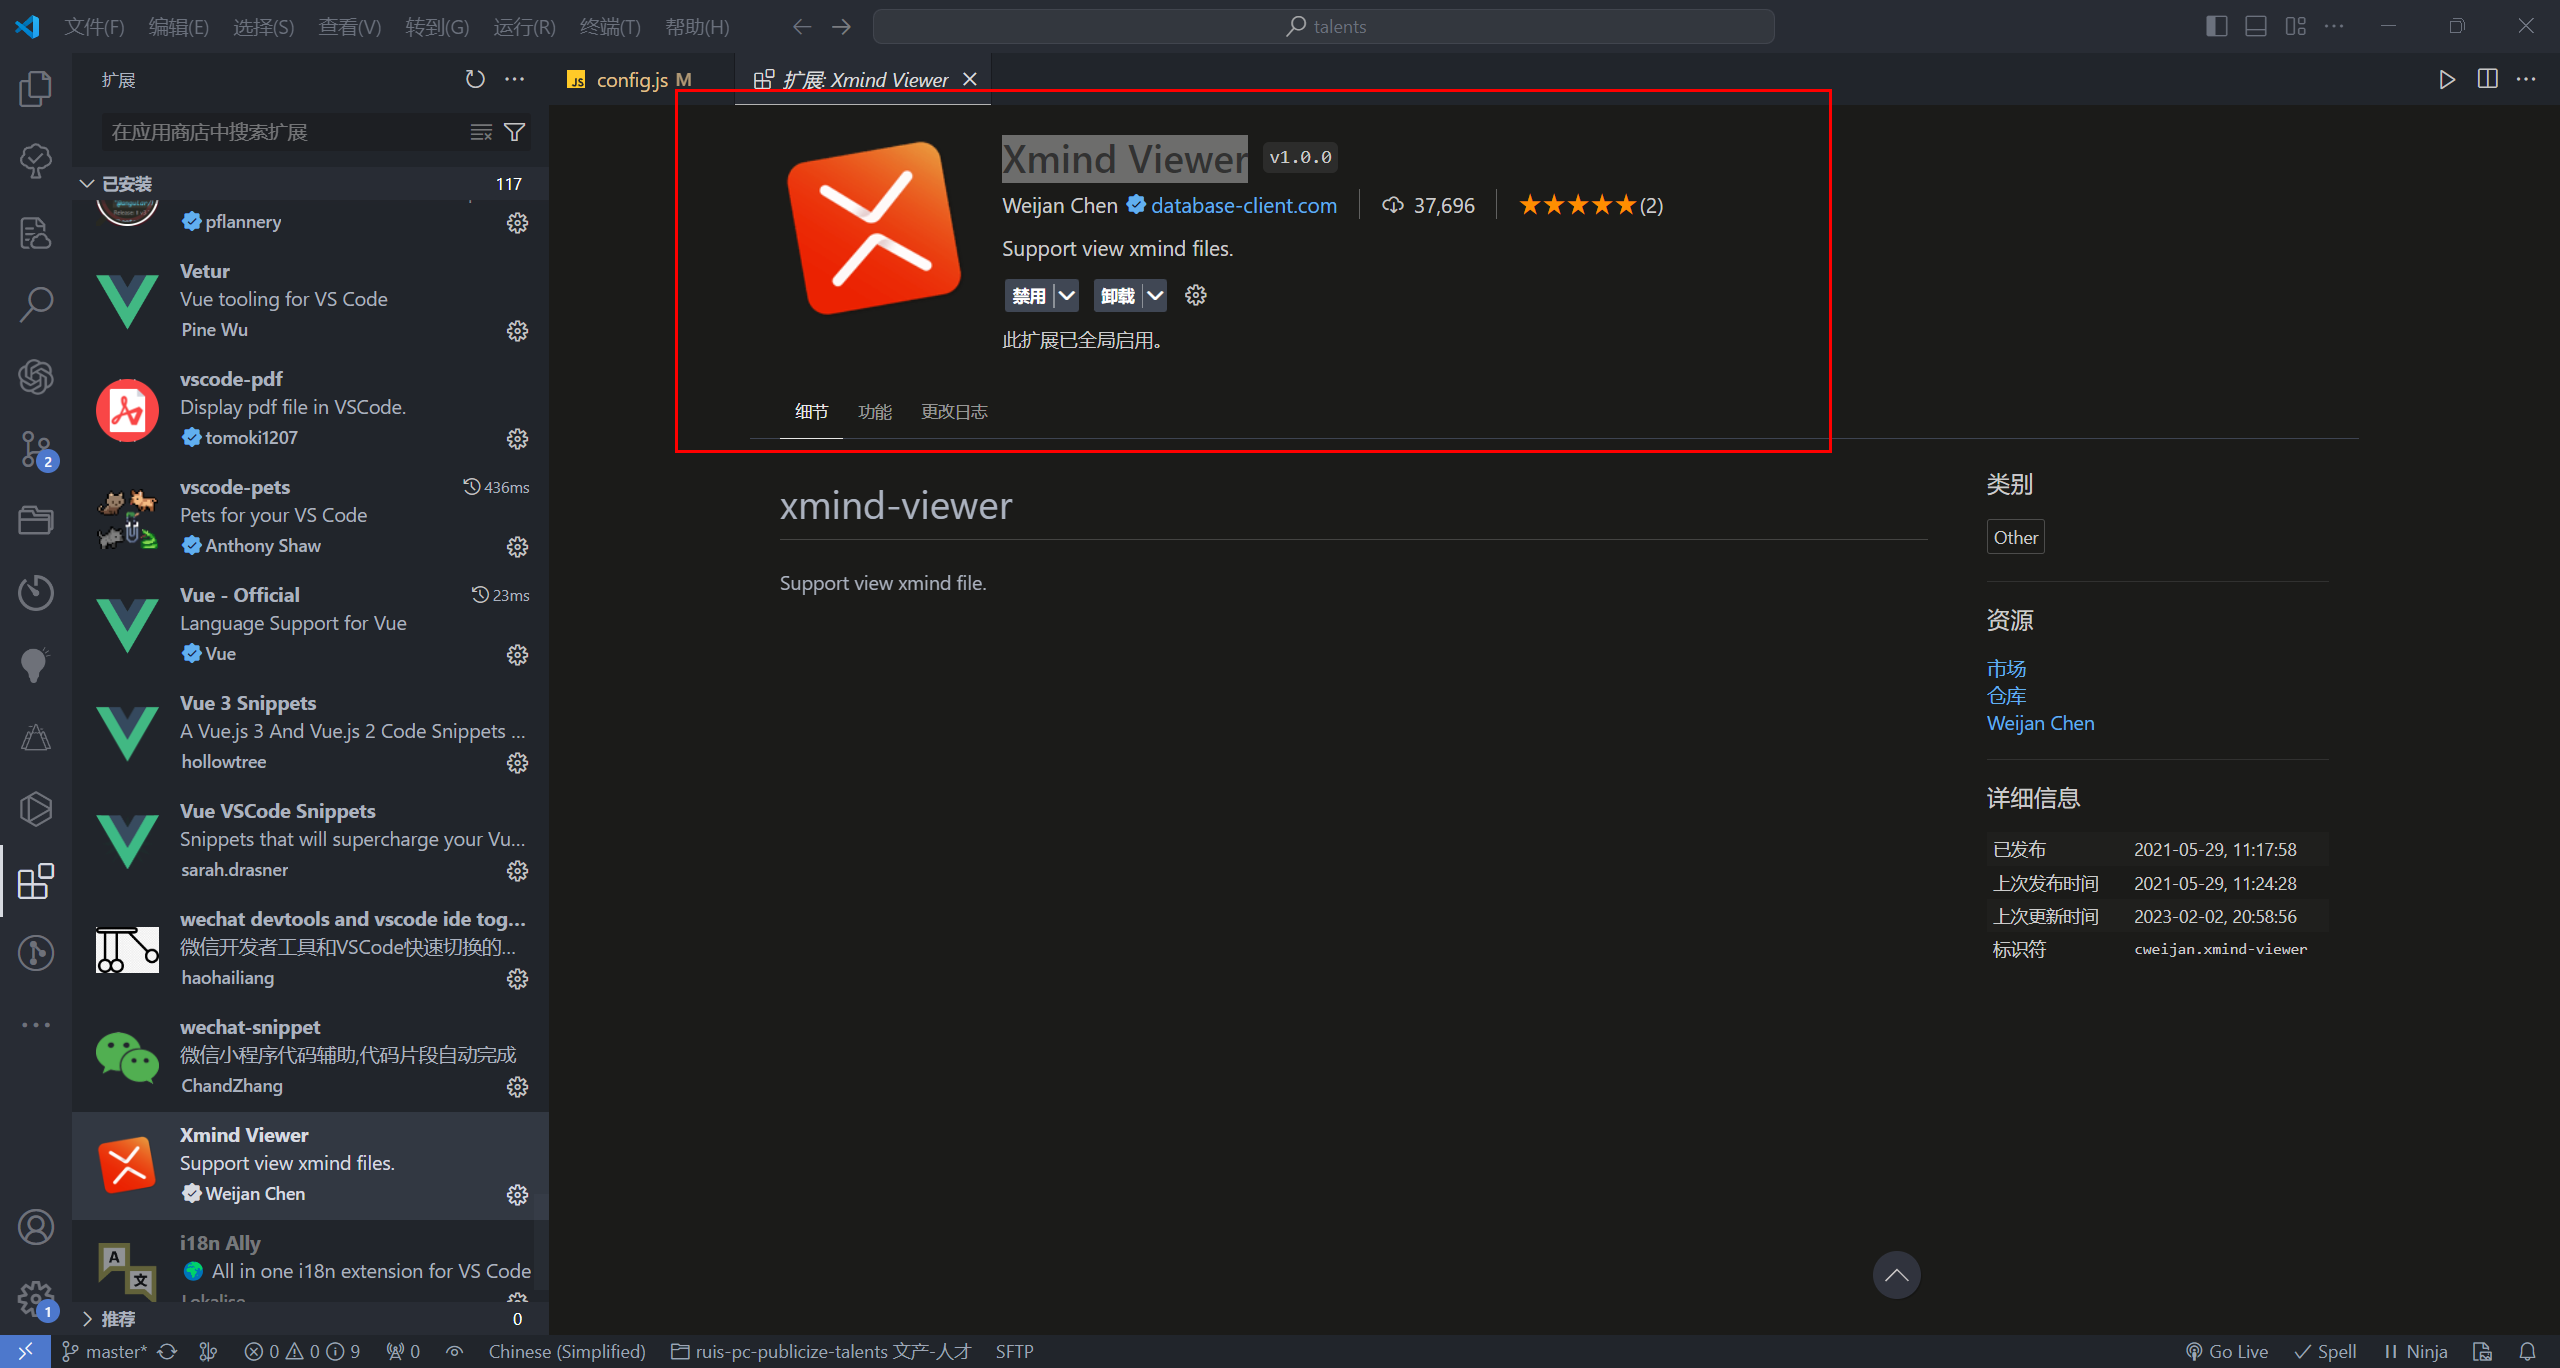 文件(F) 编辑(E) 选择(S) 查看(V) 转到(G) 运行(R) 终端(T) 帮助(H) talents
扩展
在应用商店中搜索扩展
已安装 117
pflannery
Vetur
Vue tooling for VS Code
Pine Wu
vscode-pdf
Display pdf file in VSCode.
tomoki1207
vscode-pets 436ms
Pets for your VS Code
Anthony Shaw
Vue - Official 23ms
Language Support for Vue
Vue
Vue 3 Snippets
A Vue.js 3 And Vue.js 2 Code Snippets ...
hollowtree
Vue VSCode Snippets
Snippets that will supercharge your Vu...
sarah.drasner
wechat devtools and vscode ide tog...
微信开发者工具和VSCode快速切换的...
haohailiang
wechat-snippet
微信小程序代码辅助,代码片段自动完成
ChandZhang
Xmind Viewer
Support view xmind files.
Weijan Chen
i18n Ally
All in one i18n extension for VS Code
Lokalise
推荐 0
2
1
JS config.js M
扩展: Xmind Viewer
Xmind Viewer v1.0.0
Weijan Chen database-client.com 37,696 (2)
Support view xmind files.
禁用 卸载
此扩展已全局启用。
细节 功能 更改日志
xmind-viewer
Support view xmind file.
类别
Other
资源
市场
仓库
Weijan Chen
详细信息
已发布 2021-05-29, 11:17:58
上次发布时间 2021-05-29, 11:24:28
上次更新时间 2023-02-02, 20:58:56
标识符 cweijan.xmind-viewer
master* 0 0 9 0 Chinese (Simplified) ruis-pc-publicize-talents 文产-人才 SFTP Go Live Spell Ninja